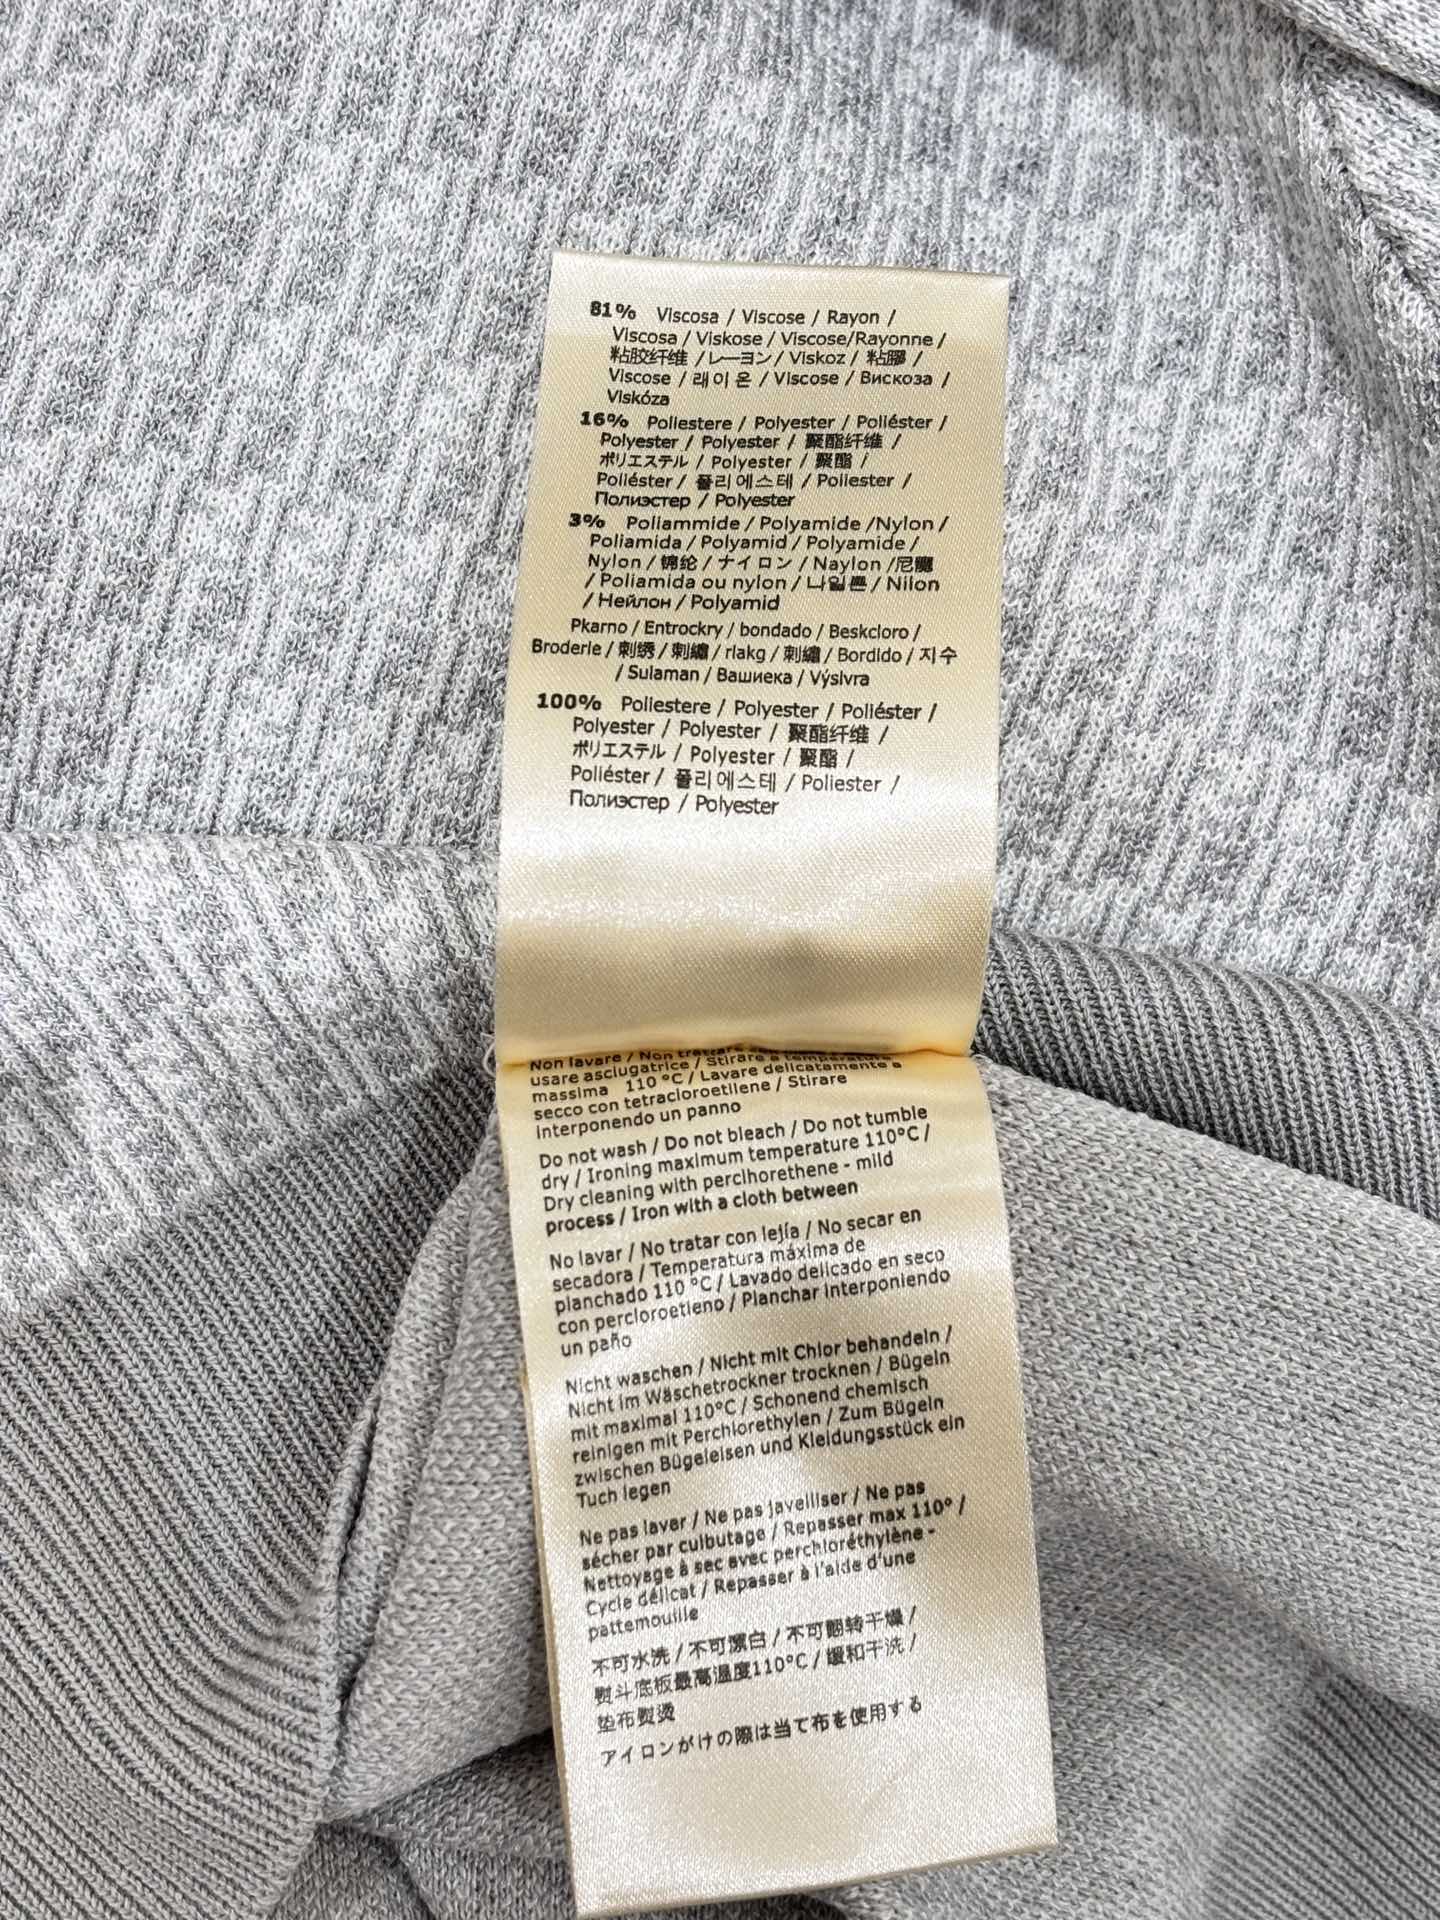 81% Viscosa / Viscose / Rayon /
Viscosa / Viskose / Viscose/Rayonne /
粘胶纤维 /レーヨン/ Viskoz / 粘膠 /
Viscose / 래이온 / Viscose / Вискоза /
Viskóza
16% Poliestere / Polyester / Poliéster /
Polyester / Polyester / 聚酯纤维 /
ポリエステル / Polyester / 聚酯 /
Poliéster / 폴리에스테 / Poliester /
Полиэстер / Polyester
3% Poliammide / Polyamide /Nylon /
Poliamida / Polyamid / Polyamide /
Nylon / 锦纶 / ナイロン / Naylon /尼龍
/ Poliamida ou nylon / 나일론 / Nilon
/ Нейлон / Polyamid
Pkarno / Entrockry / bondado / Beskcloro /
Broderie / 刺绣 / 刺繡 / rlakg / 刺繡 / Bordido / 지수
/ Sulaman / Вашиека / Výsivra
100% Poliestere / Polyester / Poliéster /
Polyester / Polyester / 聚酯纤维 /
ポリエステル / Polyester / 聚酯 /
Poliéster / 폴리에스테 / Poliester /
Полиэстер / Polyester
Non lavare / Non trattare
usare asciugatrice / Stirare a temperatura
massima 110 °C / Lavare delicatamente a
secco con tetracloroetilene / Stirare
interponendo un panno
Do not wash / Do not bleach / Do not tumble
dry / Ironing maximum temperature 110°C /
Dry cleaning with perclhorethene - mild
process / Iron with a cloth between
No lavar / No tratar con lejía / No secar en
secadora / Temperatura máxima de
planchado 110 °C / Lavado delicado en seco
con percloroetleno / Planchar interponiendo
un paño
Nicht waschen / Nicht mit Chlor behandeln /
Nicht im Wäschetrockner trocknen / Bügeln
mit maximal 110°C / Schonend chemisch
reinigen mit Perchlorethylen / Zum Bügeln
zwischen Bügeleisen und Kleidungsstück ein
Tuch legen
Ne pas laver / Ne pas javelliser / Ne pas
sécher par culbutage / Repasser max 110° /
Nettoyage à sec avec perchloréthylène -
Cycle délicat / Repasser à l'aide d'une
pattemouille
不可水洗 / 不可漂白 / 不可翻转干燥 /
熨斗底板最高温度110°C / 缓和干洗 /
垫布熨烫
アイロンがけの際は当て布を使用する